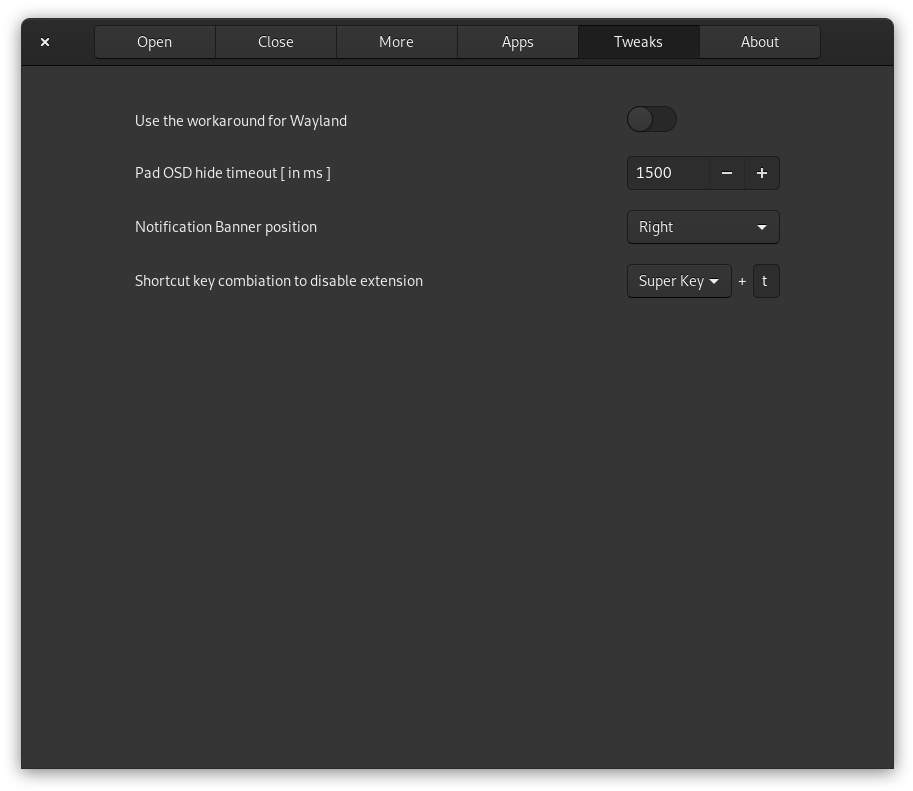 Open Close More Apps Tweaks About
Use the workaround for Wayland
Pad OSD hide timeout [ in ms ] 1500 − +
Notification Banner position Right
Shortcut key combiation to disable extension Super Key + t